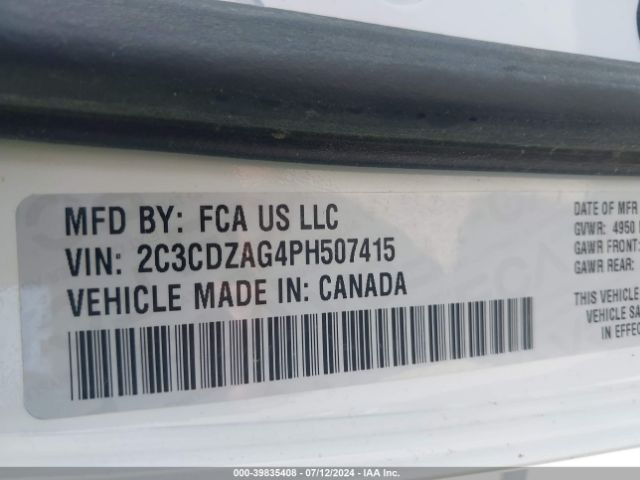 MFD BY: FCA US LLC
VIN: 2C3CDZAG4PH507415
VEHICLE MADE IN: CANADA
DATE OF MFR
GVWR: 4950
GAWR FRONT:
GAWR REAR:
THIS VEHICLE
VEHICLE SA
IN EFFEC
000-39835408 - 07/12/2024 - IAA, LLC.